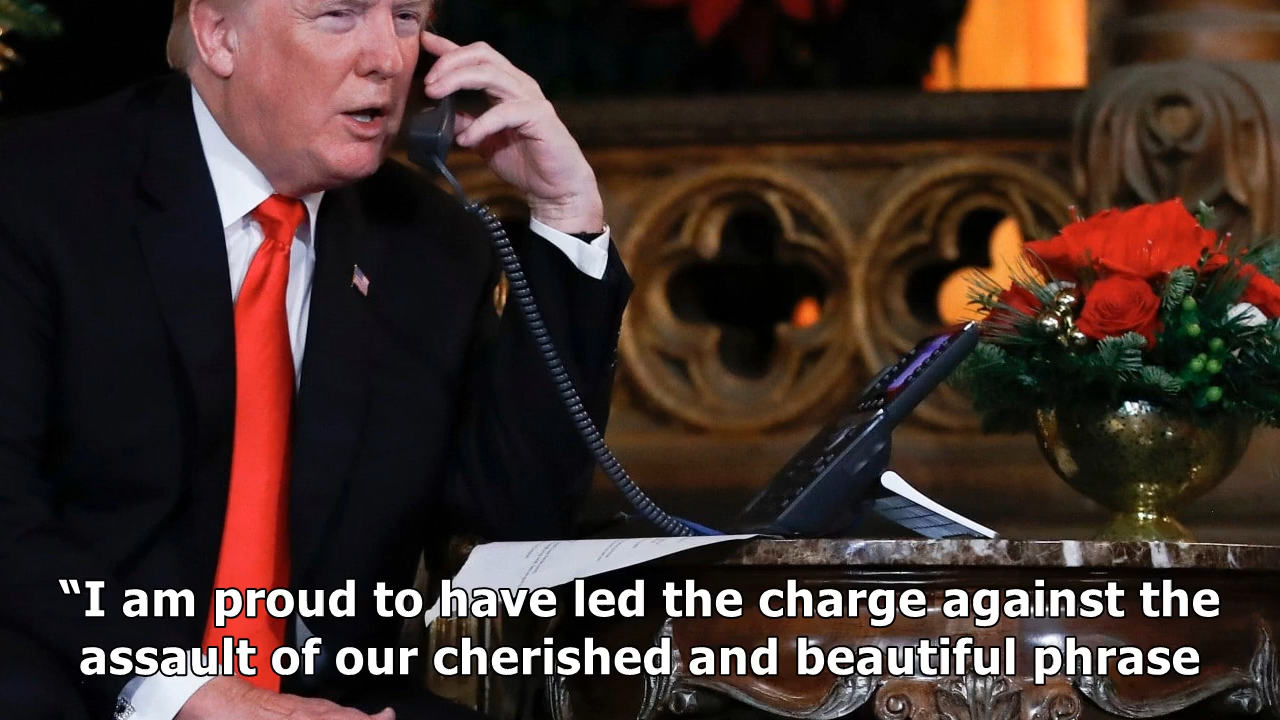 “I am proud to have led the charge against the
assault of our cherished and beautiful phrase